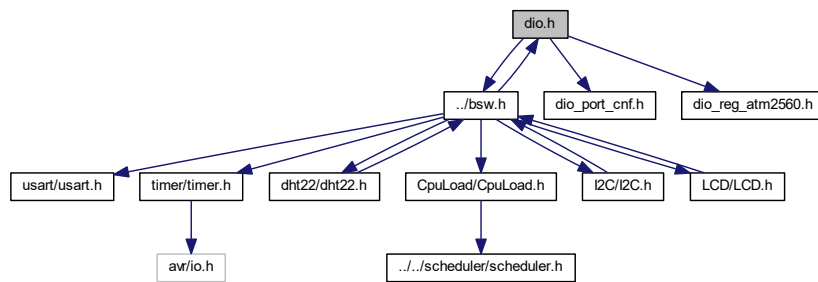 dio.h
../bsw.h
dio_port_cnf.h
dio_reg_atm2560.h
usart/usart.h
timer/timer.h
dht22/dht22.h
CpuLoad/CpuLoad.h
I2C/I2C.h
LCD/LCD.h
avr/io.h
../../scheduler/scheduler.h